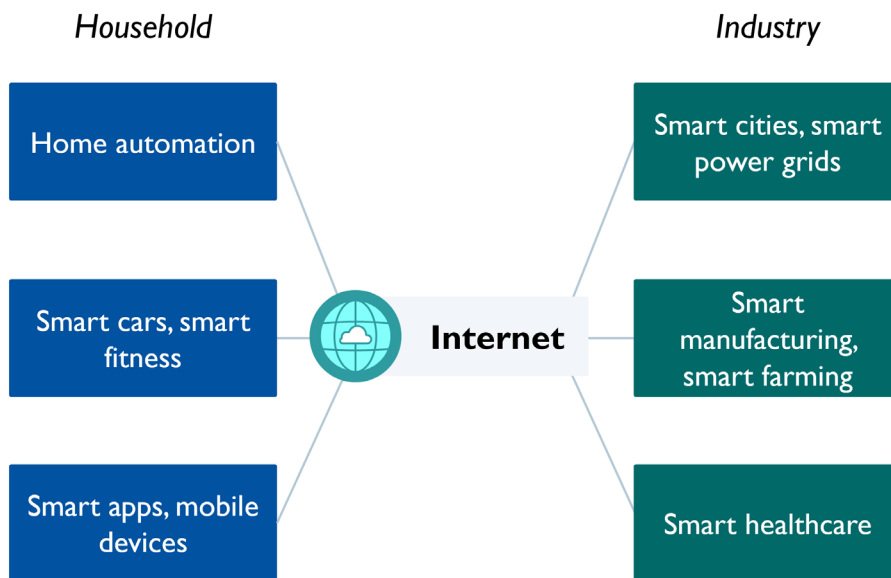 Household
Industry
Home automation
Smart cities, smart
power grids
Smart cars, smart
fitness
Internet
Smart
manufacturing,
smart farming
Smart apps, mobile
devices
Smart healthcare